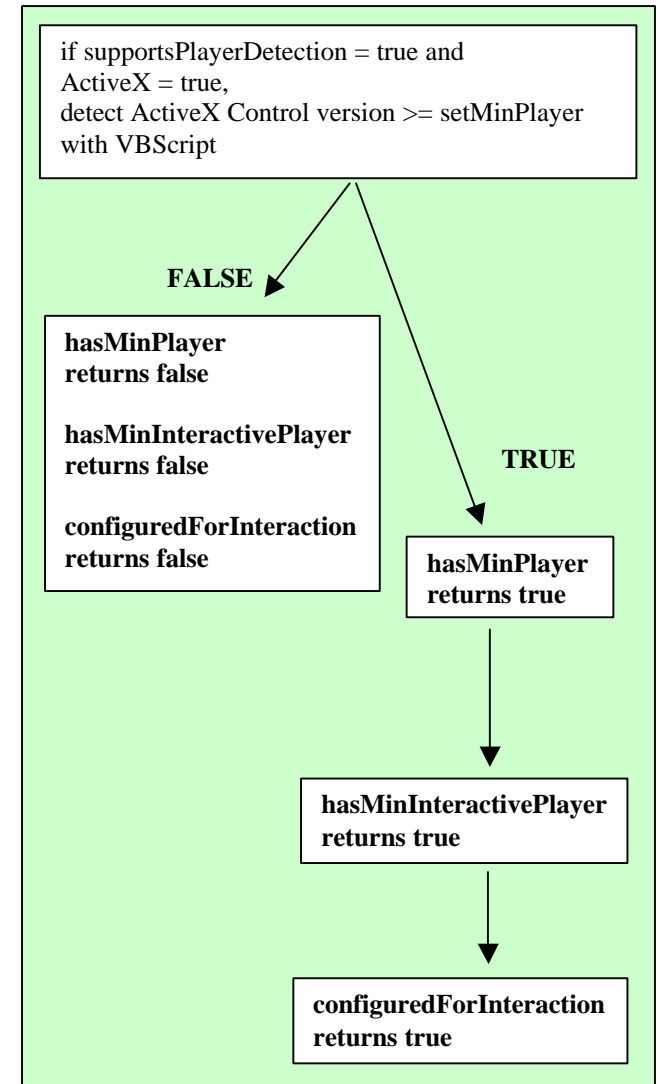 if supportsPlayerDetection = true and
ActiveX = true,
detect ActiveX Control version >= setMinPlayer
with VBScript
FALSE
hasMinPlayer
returns false
hasMinInteractivePlayer
returns false
configuredForInteraction
returns false
TRUE
hasMinPlayer
returns true
hasMinInteractivePlayer
returns true
configuredForInteraction
returns true